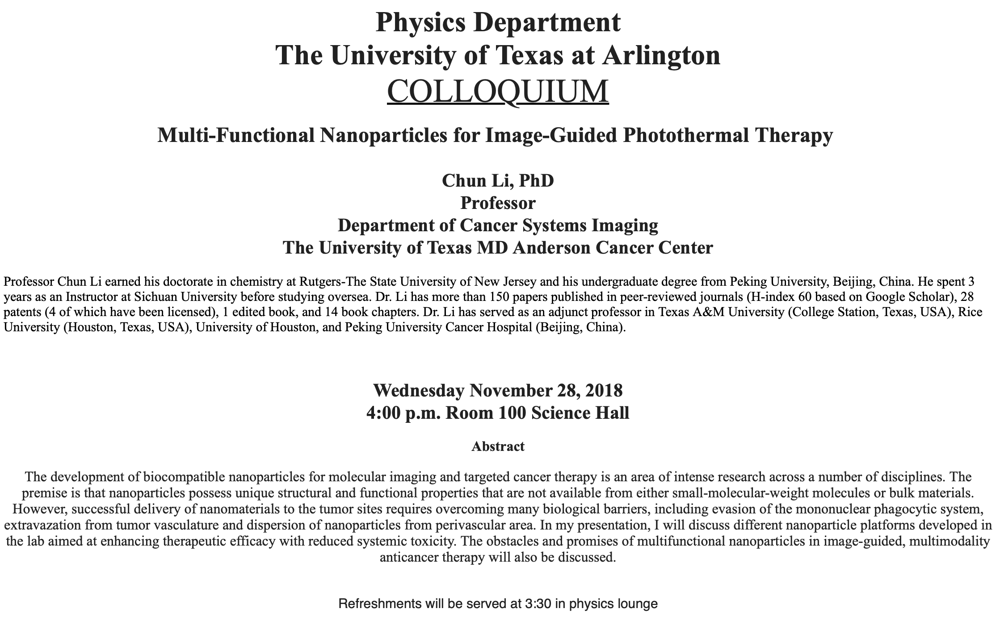 Physics Department
The University of Texas at Arlington
COLLOQUIUM
Multi-Functional Nanoparticles for Image-Guided Photothermal Therapy
Chun Li, PhD
Professor
Department of Cancer Systems Imaging
The University of Texas MD Anderson Cancer Center
Professor Chun Li earned his doctorate in chemistry at Rutgers-The State University of New Jersey and his undergraduate degree from Peking University, Beijing, China. He spent 3
years as an Instructor at Sichuan University before studying oversea. Dr. Li has more than 150 papers published in peer-reviewed journals (H-index 60 based on Google Scholar), 28
patents (4 of which have been licensed), 1 edited book, and 14 book chapters. Dr. Li has served as an adjunct professor in Texas A&M University (College Station, Texas, USA), Rice
University (Houston, Texas, USA), University of Houston, and Peking University Cancer Hospital (Beijing, China).
Wednesday November 28, 2018
4:00 p.m. Room 100 Science Hall
Abstract
The development of biocompatible nanoparticles for molecular imaging and targeted cancer therapy is an area of intense research across a number of disciplines. The
premise is that nanoparticles possess unique structural and functional properties that are not available from either small-molecular-weight molecules or bulk materials.
However, successful delivery of nanomaterials to the tumor sites requires overcoming many biological barriers, including evasion of the mononuclear phagocytic system,
extravazation from tumor vasculature and dispersion of nanoparticles from perivascular area. In my presentation, I will discuss different nanoparticle platforms developed in
the lab aimed at enhancing therapeutic efficacy with reduced systemic toxicity. The obstacles and promises of multifunctional nanoparticles in image-guided, multimodality
anticancer therapy will also be discussed.
Refreshments will be served at 3:30 in physics lounge